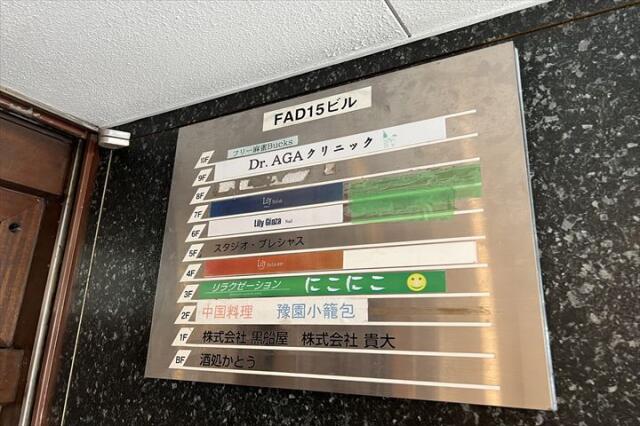 FAD15ビル
10F フリー麻雀Bucks
9F Dr. AGAクリニック
8F
7F Lily
6F Lily Ginza Nail
5F スタジオ・プレシャス
4F Lily
3F リラクゼーション にこにこ
2F 中国料理 豫園小籠包
1F 株式会社 黒船屋 株式会社 貴大
BF 酒処かとう